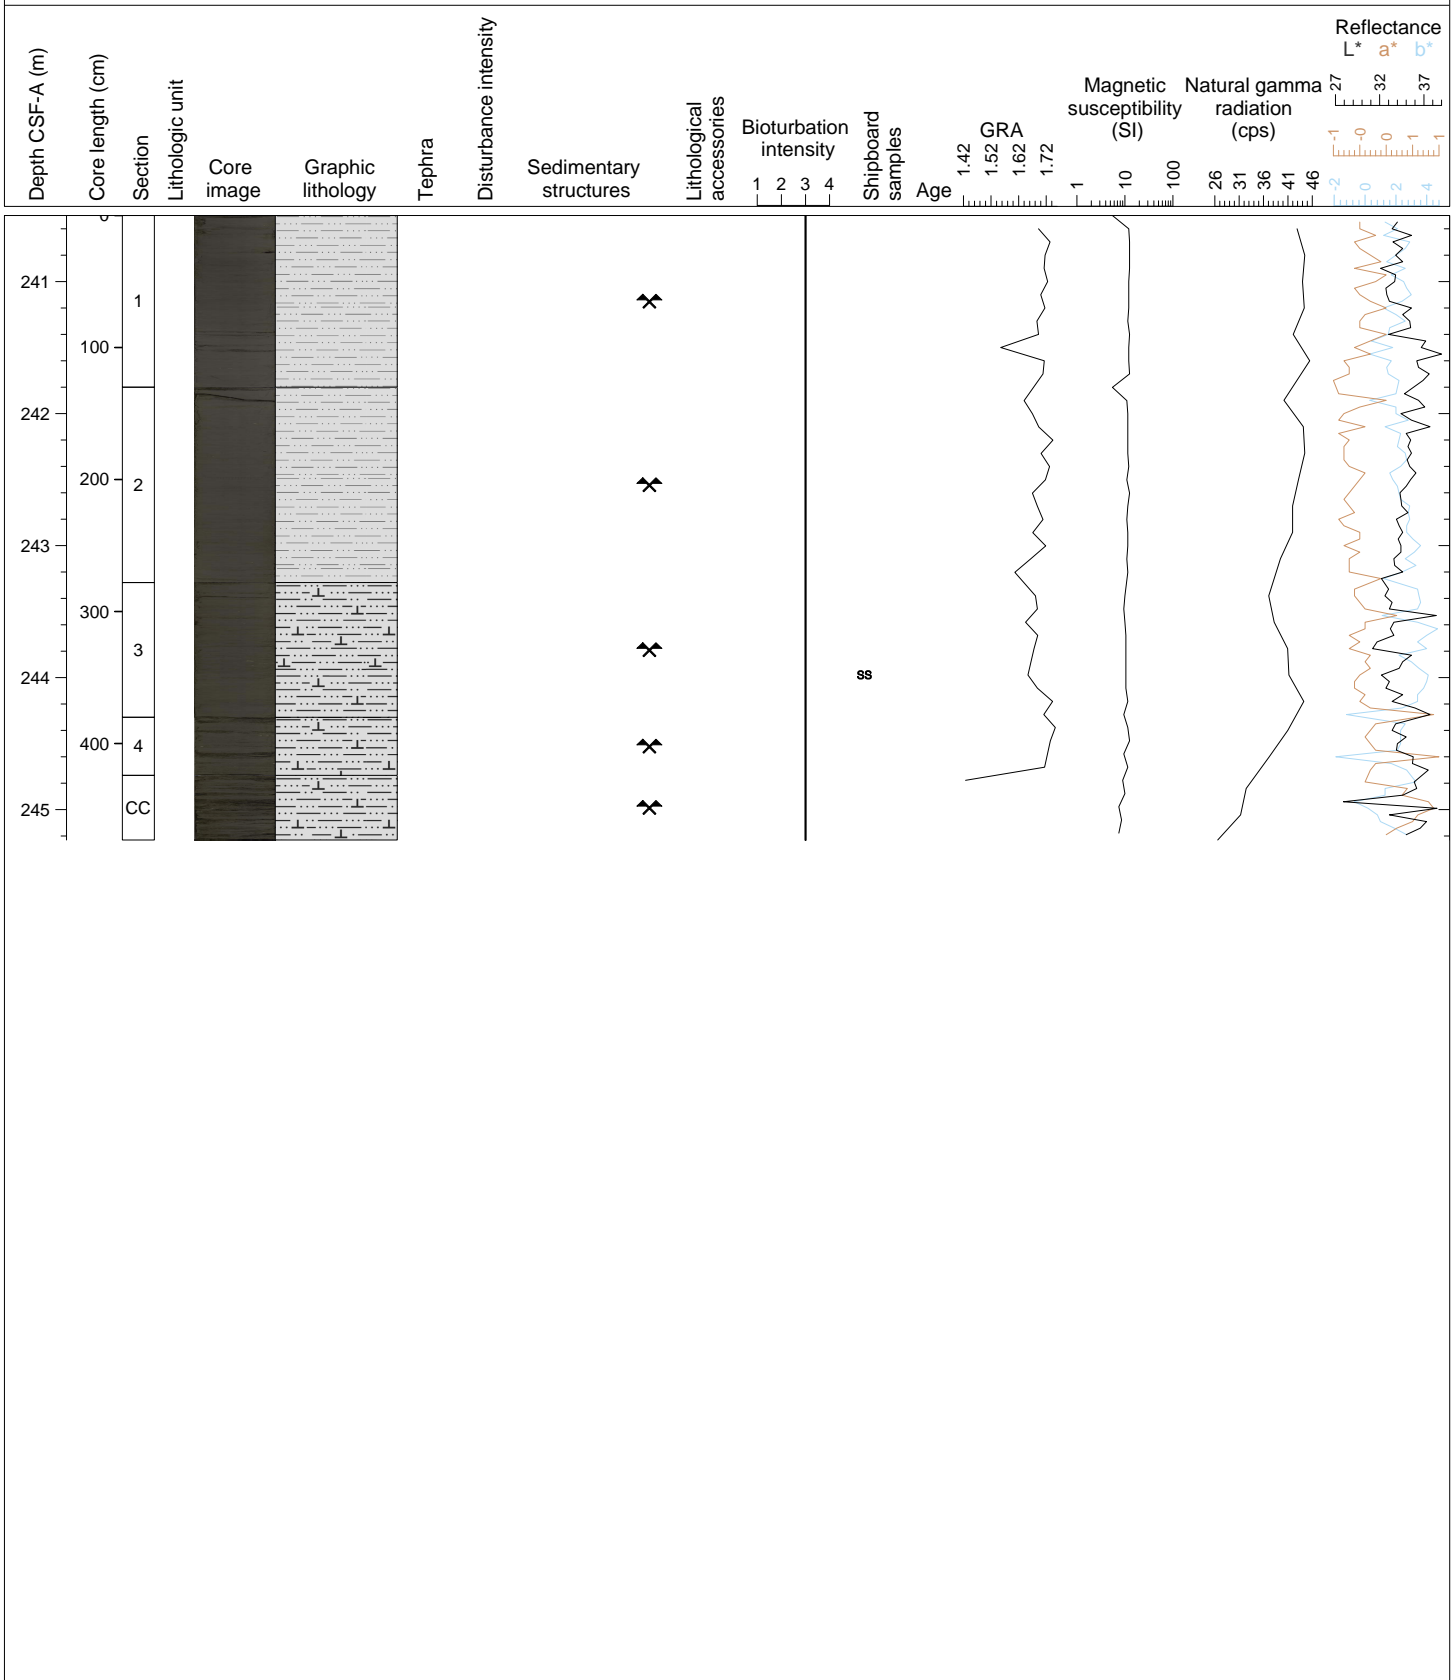 Depth CSF-A (m)
Core length (cm)
Section
Lithologic unit
Core
image
Graphic
lithology
Tephra
Disturbance intensity
Sedimentary
structures
Lithological
accessories
Bioturbation
intensity
1 2 3 4
Shipboard
samples
Age
GRA
1.42 1.52 1.62 1.72
Magnetic
susceptibility
(SI)
1 10 100
Natural gamma
radiation
(cps)
26 31 36 41 46
Reflectance
L* a* b*
27 32 37
-1 -0 0 1 1
-2 0 2 4
0
241
1
100
242
200
2
243
300
3
244
ss
400
4
245
CC